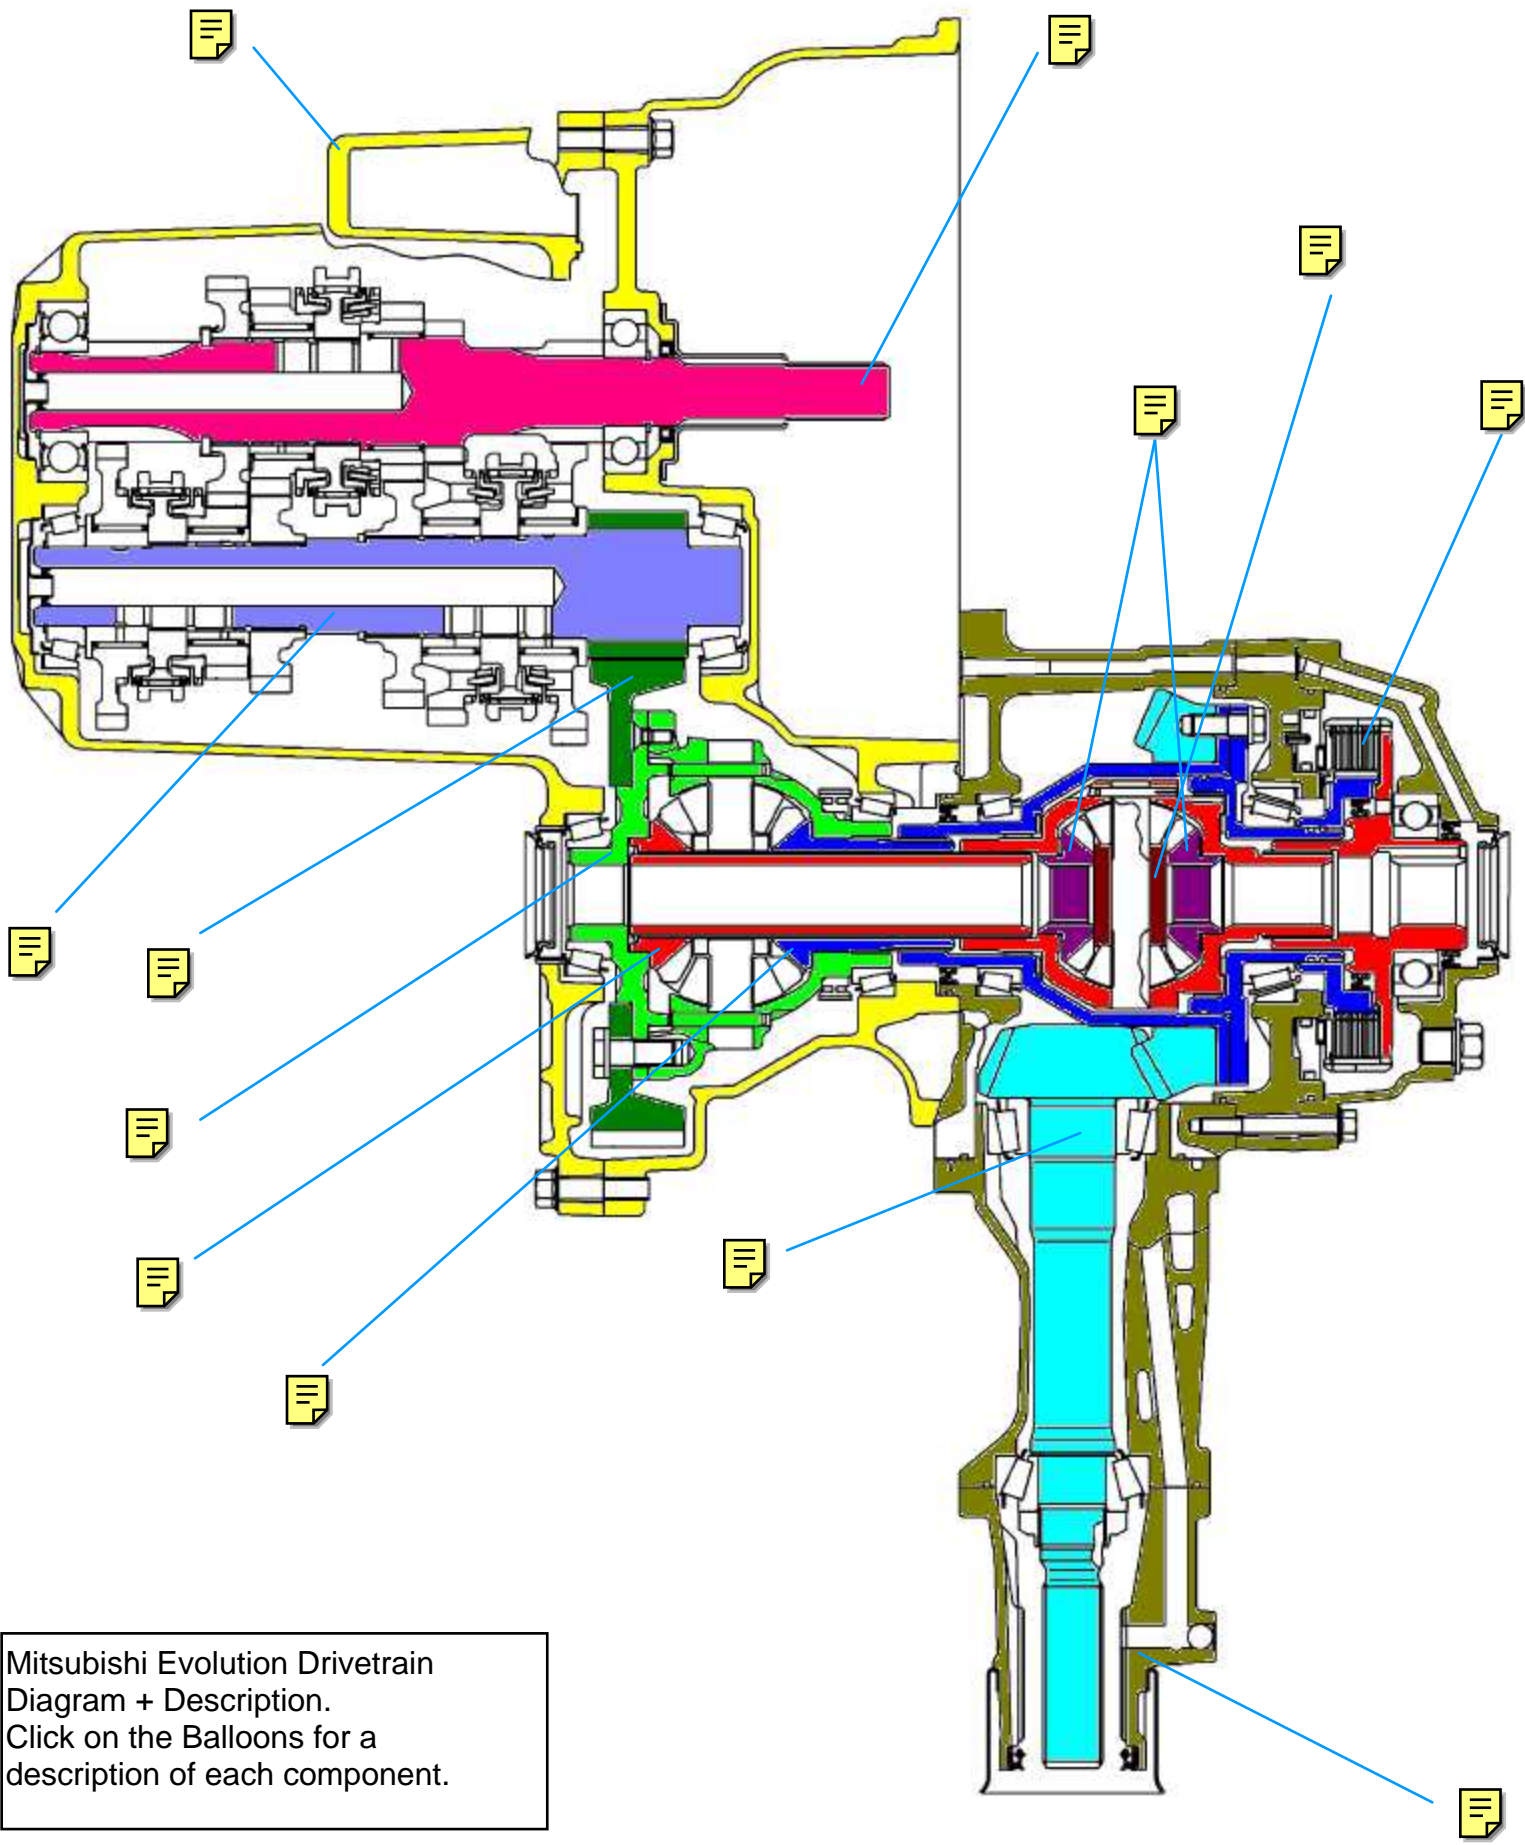 Mitsubishi Evolution Drivetrain
Diagram + Description.
Click on the Balloons for a
description of each component.